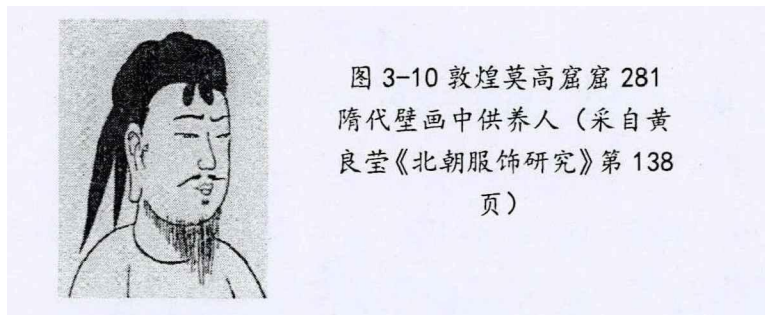 图 3-10 敦煌莫高窟窟 281
隋代壁画中供养人（采自黄
良莹《北朝服饰研究》第 138
页）